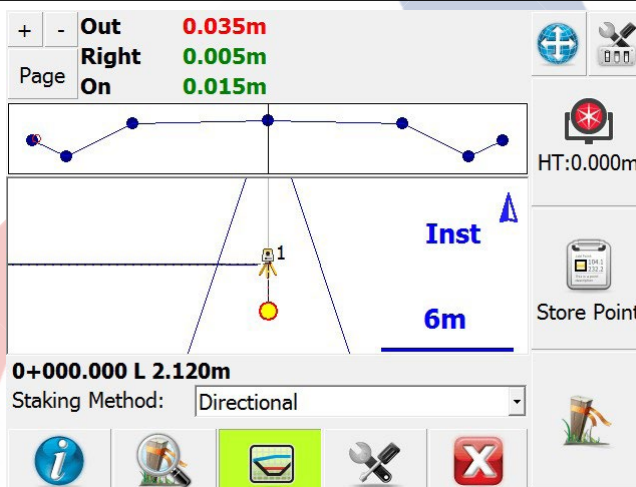 + - Out 0.035m
Right 0.005m
Page
On 0.015m
HT:0.000m
1
Inst
6m
Store Point
0+000.000 L 2.120m
Staking Method: Directional